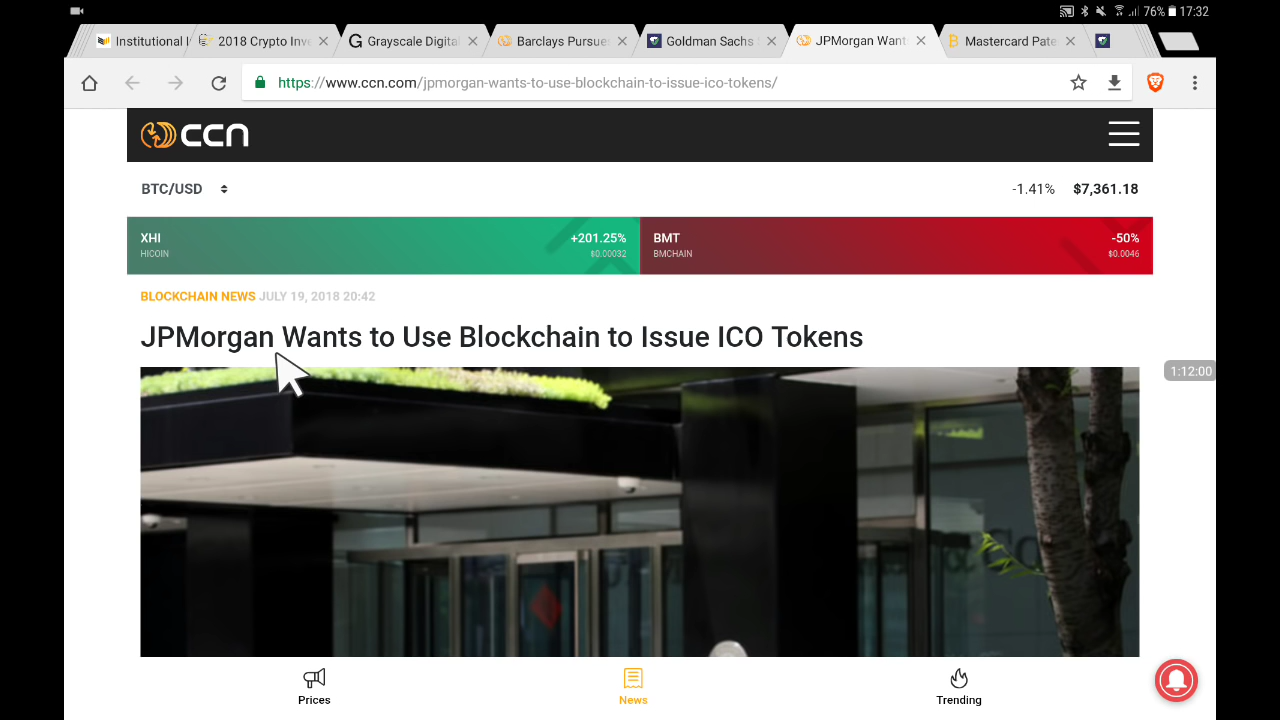 76% 17:32
Institutional I
2018 Crypto Inve
Grayscale Digita
Barclays Pursue
Goldman Sachs
JPMorgan Want
Mastercard Pate
https://www.ccn.com/jpmorgan-wants-to-use-blockchain-to-issue-ico-tokens/
ccn
BTC/USD -1.41% $7,361.18
XHI +201.25%
HICOIN $0.00032
BMT -50%
BMCHAIN $0.0046
BLOCKCHAIN NEWS JULY 19, 2018 20:42
JPMorgan Wants to Use Blockchain to Issue ICO Tokens
1:12:00
Prices
News
Trending